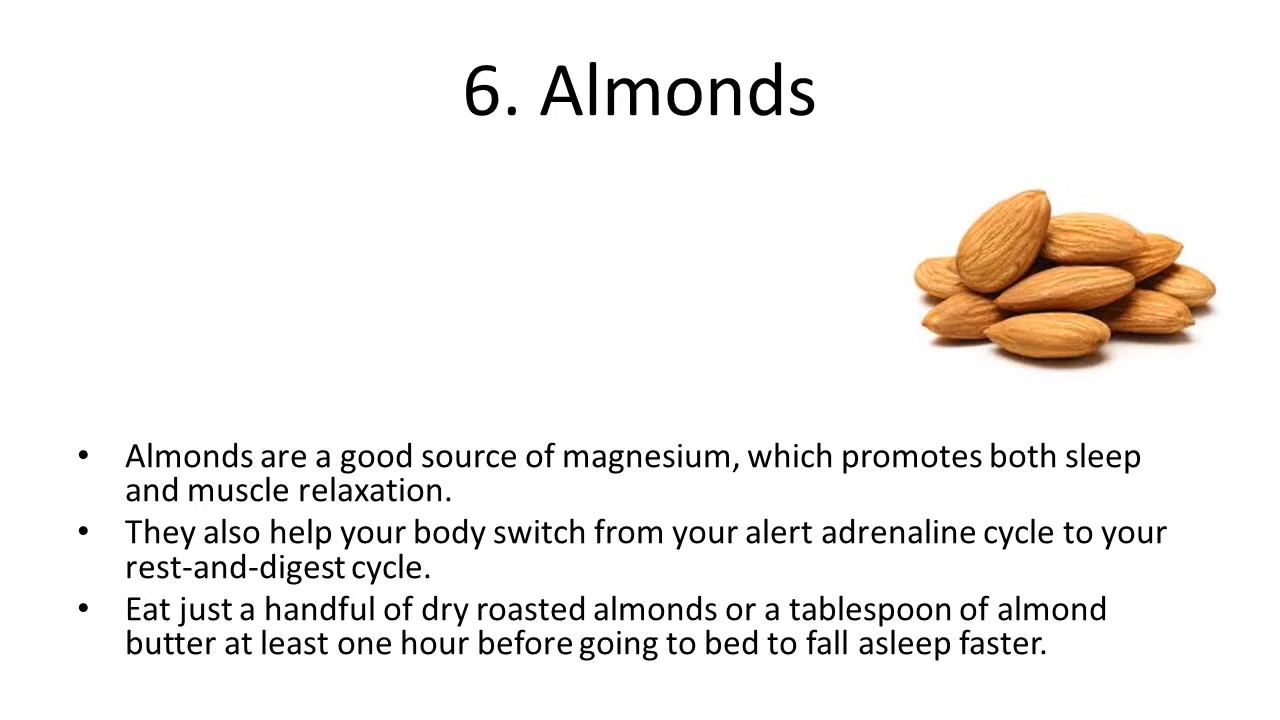 6. Almonds
• Almonds are a good source of magnesium, which promotes both sleep
and muscle relaxation.
• They also help your body switch from your alert adrenaline cycle to your
rest-and-digest cycle.
• Eat just a handful of dry roasted almonds or a tablespoon of almond
butter at least one hour before going to bed to fall asleep faster.